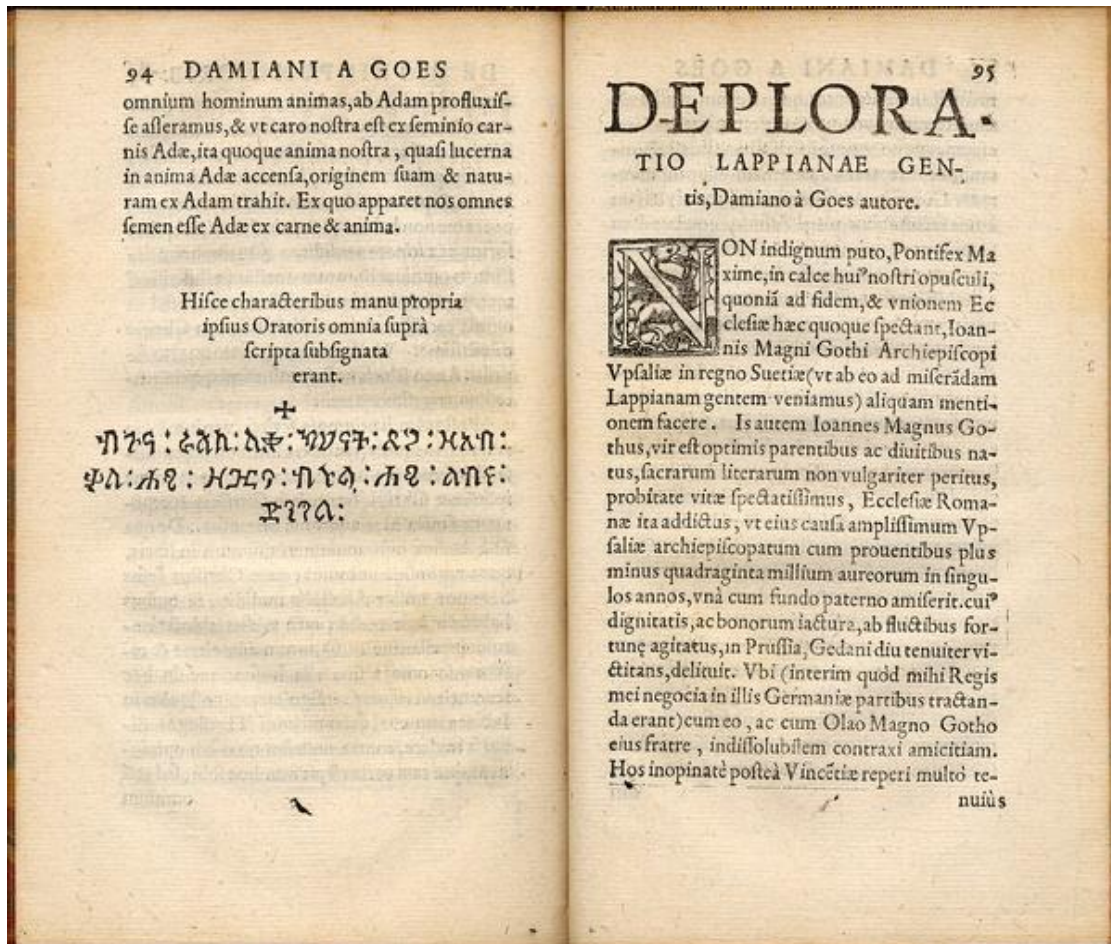 94 DAMIANI A GOES
omnium hominum animas,ab Adam profluxiſ-
ſe aſſeramus,& vt caro noſtra eſt ex ſeminio car-
nis Adæ,ita quoque anima noſtra, quaſi lucerna
in anima Adæ accenſa,originem ſuam & natu-
ram ex Adam trahit. Ex quo apparet nos omnes
ſemen eſſe Adæ ex carne & anima.
Hiſce characteribus manu propria
ipſius Oratoris omnia ſuprà
ſcripta ſubſignata
erant.
ዘአብ:
95
DEPLORA-
TIO LAPPIANAE GEN-
tis,Damiano à Goes autore.
NON indignum puto,Pontifex Ma
xime,in calce huiꝰ noſtri opuſculi,
quoniā ad fidem,& vnionem Ec
cleſiæ hæc quoque ſpectant,Ioan-
nis Magni Gothi Archiepiſcopi
Vpſaliæ in regno Suetiæ(vt ab eo ad miſerādam
Lappianam gentem veniamus) aliquam menti-
onem facere. Is autem Ioannes Magnus Go-
thus,vir eſt optimis parentibus ac diuitibus na-
tus,ſacrarum literarum non vulgariter peritus,
probitate vitæ ſpectatiſſimus, Eccleſiæ Roma-
næ ita addictus, vt eius cauſa ampliſſimum Vp-
ſaliæ archiepiſcopatum cum prouentibus plus
minus quadraginta millium aureorum in ſingu
los annos,vnà cum fundo paterno amiſerit.cuiꝰ
dignitatis,ac bonorum iactura,ab fluctibus for-
tunę agitatus,in Pruſſia,Gedani diu tenuiter vi-
ctitans,delituit. Vbi (interim quòd mihi Regis
mei negocia in illis Germaniæ partibus tractan-
da erant)cum eo, ac cum Olao Magno Gotho
eius fratre, indiſſolubilem contraxi amicitiam.
Hos inopinatè poſteà Vincẽtiæ reperi multò te-
nuiùs